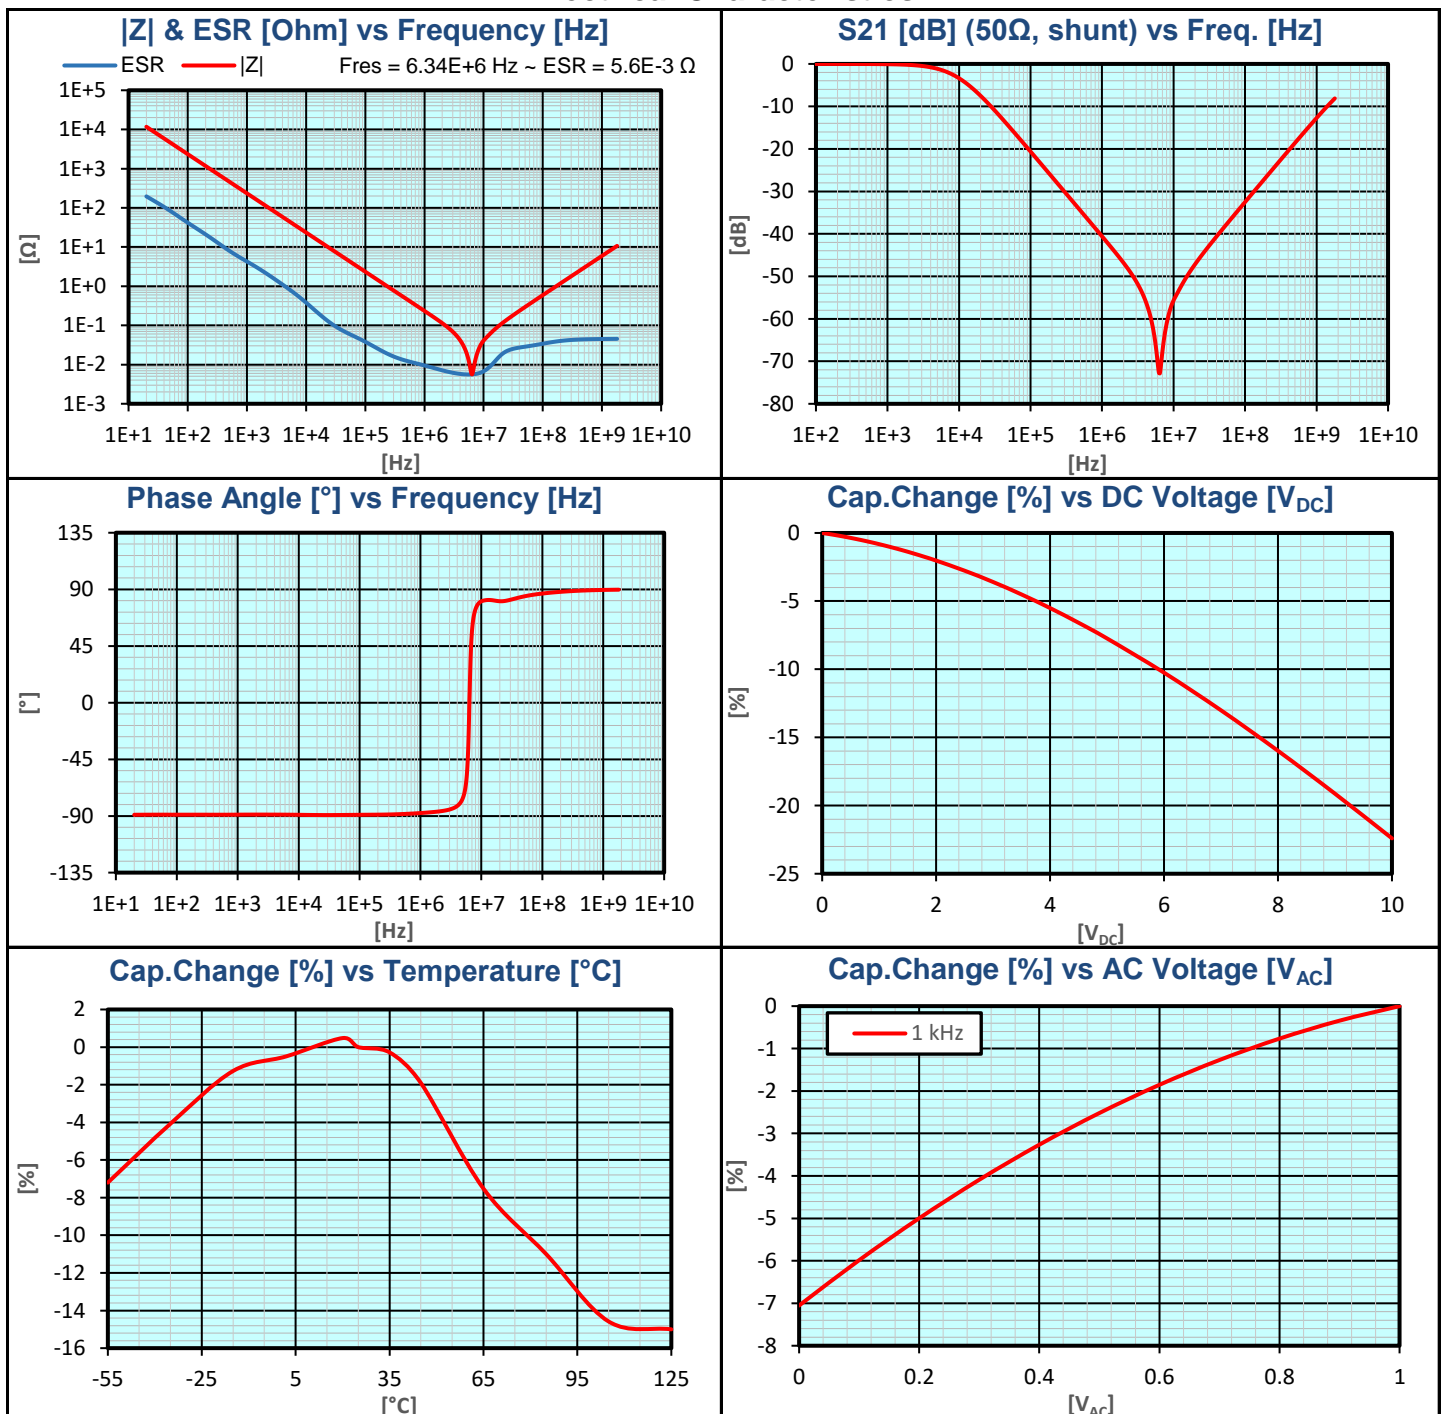 |Z| & ESR [Ohm] vs Frequency [Hz]
ESR |Z| Fres = 6.34E+6 Hz ~ ESR = 5.6E-3 Ω
1E+5
1E+4
1E+3
1E+2
1E+1
1E+0
1E-1
1E-2
1E-3
[Ω]
1E+1 1E+2 1E+3 1E+4 1E+5 1E+6 1E+7 1E+8 1E+9 1E+10
[Hz]
S21 [dB] (50Ω, shunt) vs Freq. [Hz]
0
-10
-20
-30
-40
-50
-60
-70
-80
[dB]
1E+2 1E+3 1E+4 1E+5 1E+6 1E+7 1E+8 1E+9 1E+10
[Hz]
Phase Angle [°] vs Frequency [Hz]
135
90
45
0
-45
-90
-135
[°]
1E+1 1E+2 1E+3 1E+4 1E+5 1E+6 1E+7 1E+8 1E+9 1E+10
[Hz]
Cap.Change [%] vs DC Voltage [VDC]
0
-5
-10
-15
-20
-25
[%]
0 2 4 6 8 10
[VDC]
Cap.Change [%] vs Temperature [°C]
2
0
-2
-4
-6
-8
-10
-12
-14
-16
[%]
-55 -25 5 35 65 95 125
[°C]
Cap.Change [%] vs AC Voltage [VAC]
1 kHz
0
-1
-2
-3
-4
-5
-6
-7
-8
[%]
0 0.2 0.4 0.6 0.8 1
[VAC]